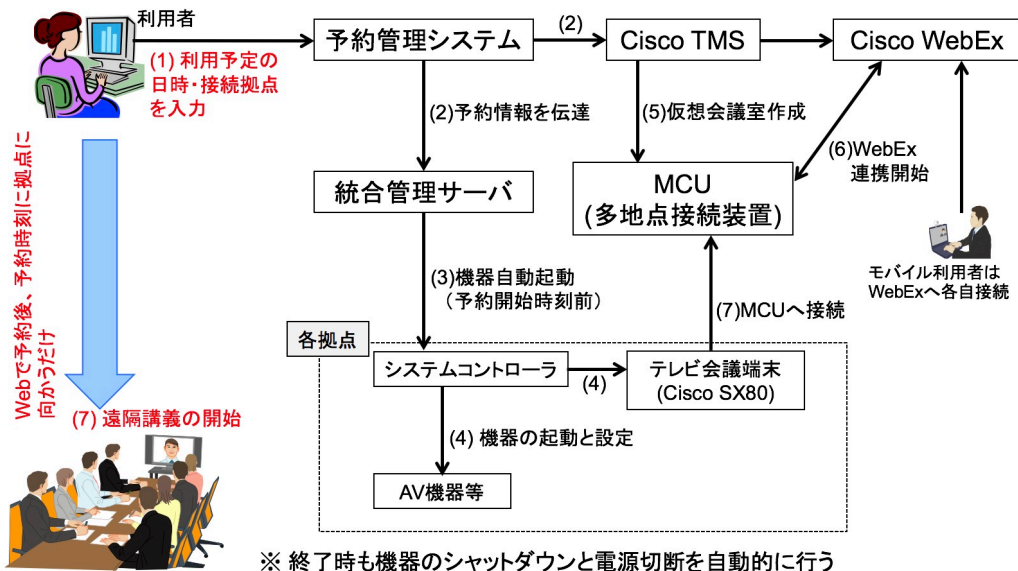 利用者
(1) 利用予定の
日時・接続拠点
を入力
予約管理システム
(2)
Cisco TMS
Cisco WebEx
(2)予約情報を伝達
(5)仮想会議室作成
(6)WebEx
連携開始
統合管理サーバ
MCU
(多地点接続装置)
モバイル利用者は
WebExへ各自接続
Webで予約後、予約時刻に拠点に
向かうだけ
(3)機器自動起動
（予約開始時刻前）
(7)MCUへ接続
各拠点
システムコントローラ
(4)
テレビ会議端末
(Cisco SX80)
(7) 遠隔講義の開始
(4) 機器の起動と設定
AV機器等
※ 終了時も機器のシャットダウンと電源切断を自動的に行う